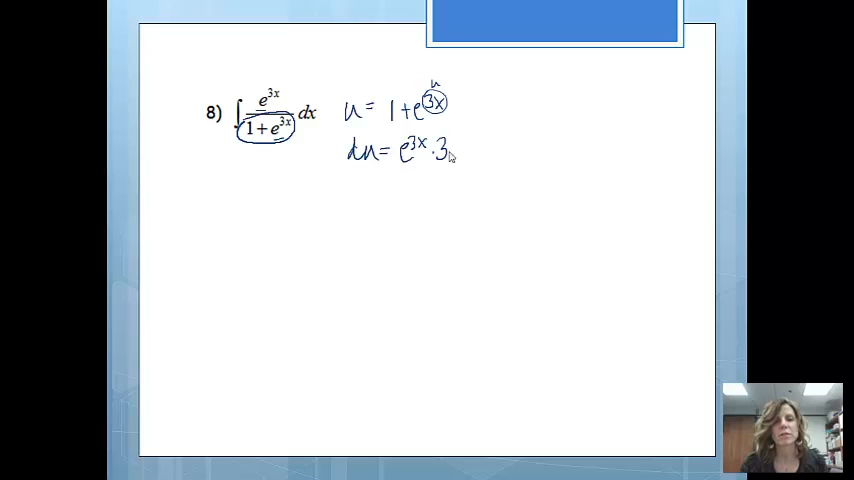 8) ∫ e^{3x} / (1 + e^{3x}) dx   u = 1 + e^{3x}   u
du = e^{3x} · 3